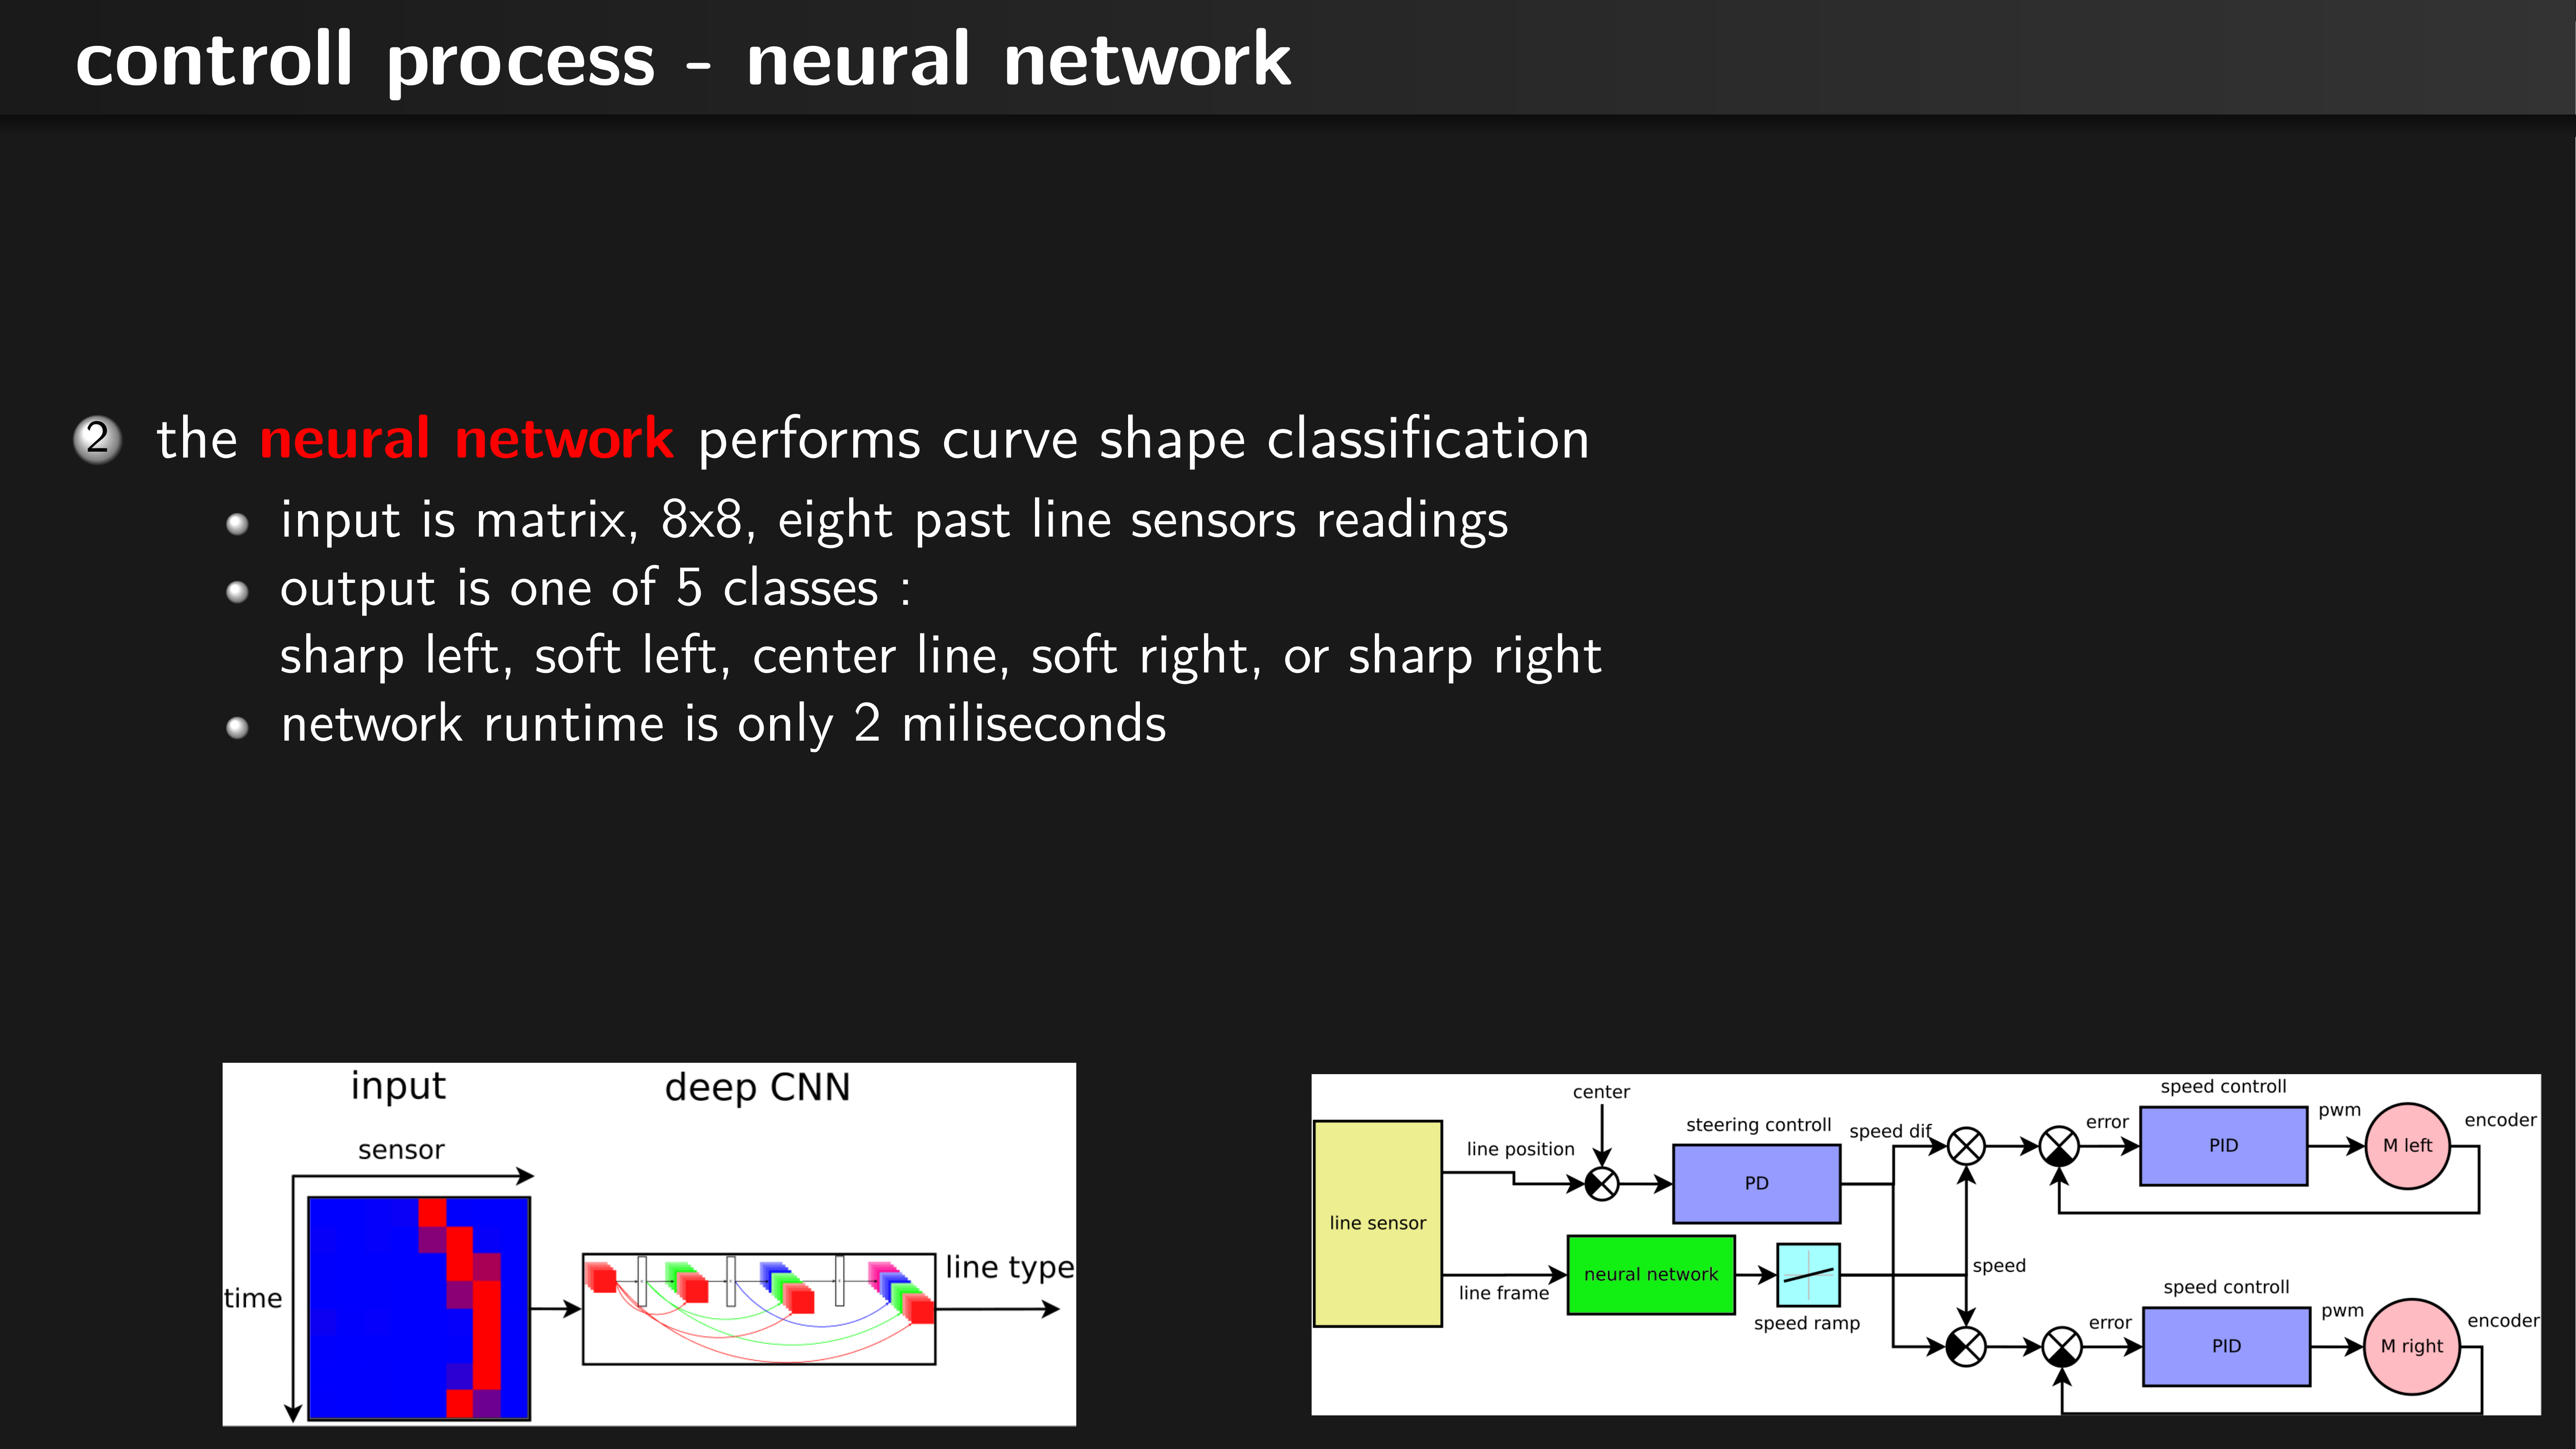 controll process - neural network
2 the neural network performs curve shape classification
input is matrix, 8x8, eight past line sensors readings
output is one of 5 classes :
sharp left, soft left, center line, soft right, or sharp right
network runtime is only 2 miliseconds
input
deep CNN
sensor
time
line type
center
line position
steering controll
speed dif
error
speed controll
pwm
encoder
line sensor
PD
PID
M left
line frame
neural network
speed ramp
speed
error
speed controll
pwm
encoder
PID
M right